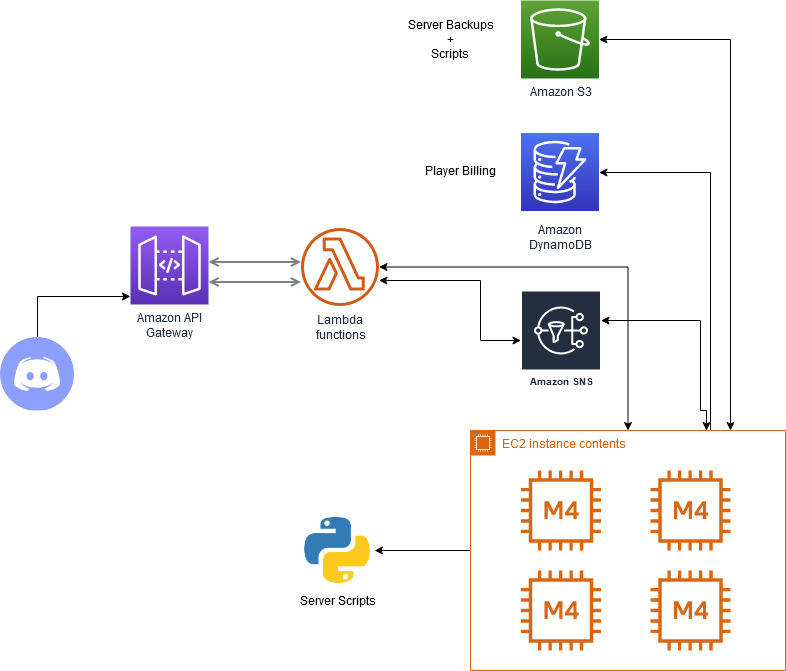 Server Backups
+
Scripts
Amazon S3
Player Billing
Amazon
DynamoDB
</>
Amazon API
Gateway
Lambda
functions
Amazon SNS
EC2 instance contents
M4
M4
M4
M4
Server Scripts